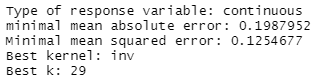 Type of response variable: continuous
minimal mean absolute error: 0.1987952
Minimal mean squared error: 0.1254677
Best kernel: inv
Best k: 29